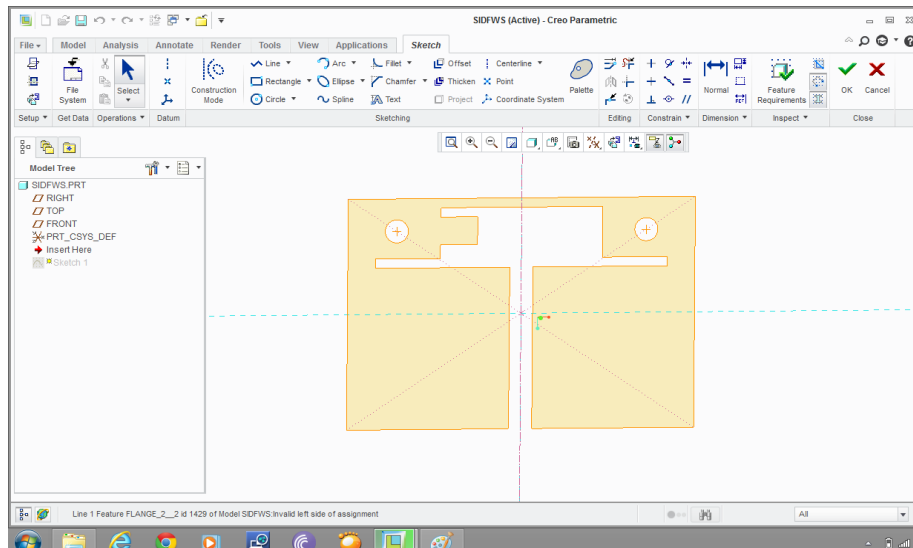 SIDFWS (Active) - Creo Parametric
File Model Analysis Annotate Render Tools View Applications Sketch
Line Arc Fillet Offset Centerline
Rectangle Ellipse Chamfer Thicken Point
Circle Spline Text Project Coordinate System
File System
Select
Construction Mode
Palette
Normal
Feature Requirements
OK Cancel
Setup Get Data Operations Datum Sketching Editing Constrain Dimension Inspect Close
Model Tree
SIDFWS.PRT
RIGHT
TOP
FRONT
PRT_CSYS_DEF
Insert Here
Sketch 1
Line 1 Feature FLANGE_2__2 id 1429 of Model SIDFWS:Invalid left side of assignment
All